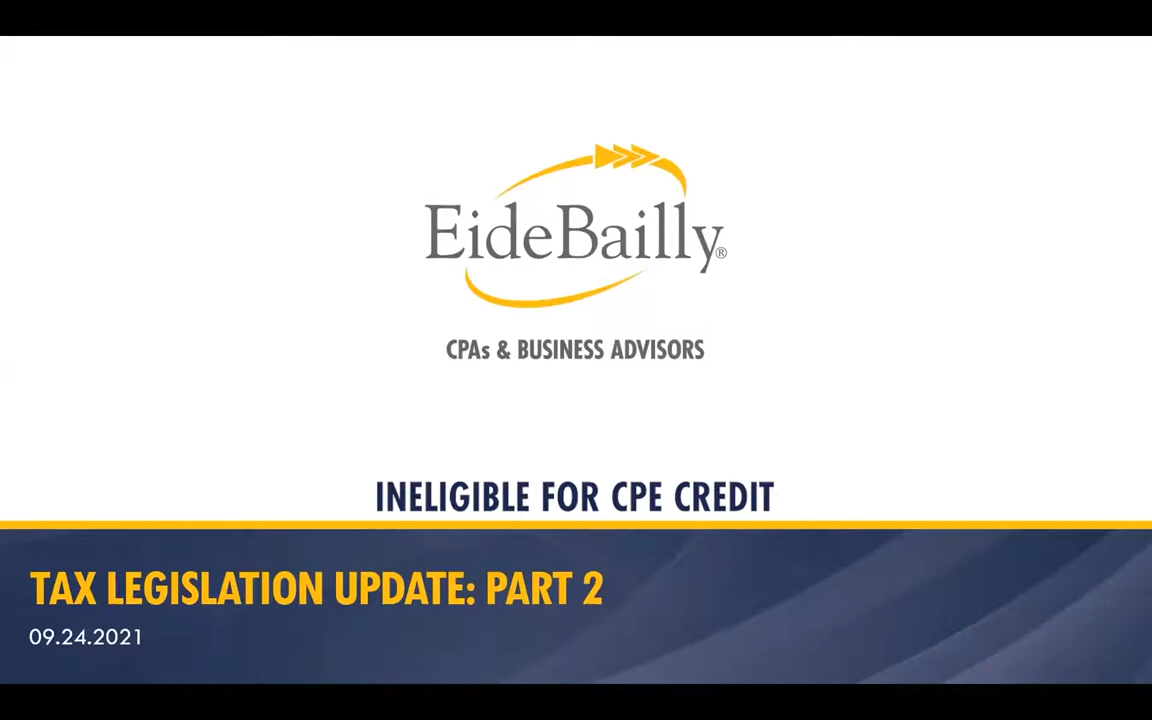 EideBailly®
CPAs & BUSINESS ADVISORS
INELIGIBLE FOR CPE CREDIT
TAX LEGISLATION UPDATE: PART 2
09.24.2021